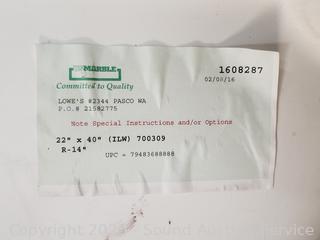 MARBLE
1608287
Committed to Quality
02/08/16
LOWE'S #2344 PASCO WA
P.O.# 21582775
Note Special Instructions and/or Options
22" x 40" (ILW) 700309
R-14"
UPC = 79483688888
Copyright 2024 Sound Auction Service